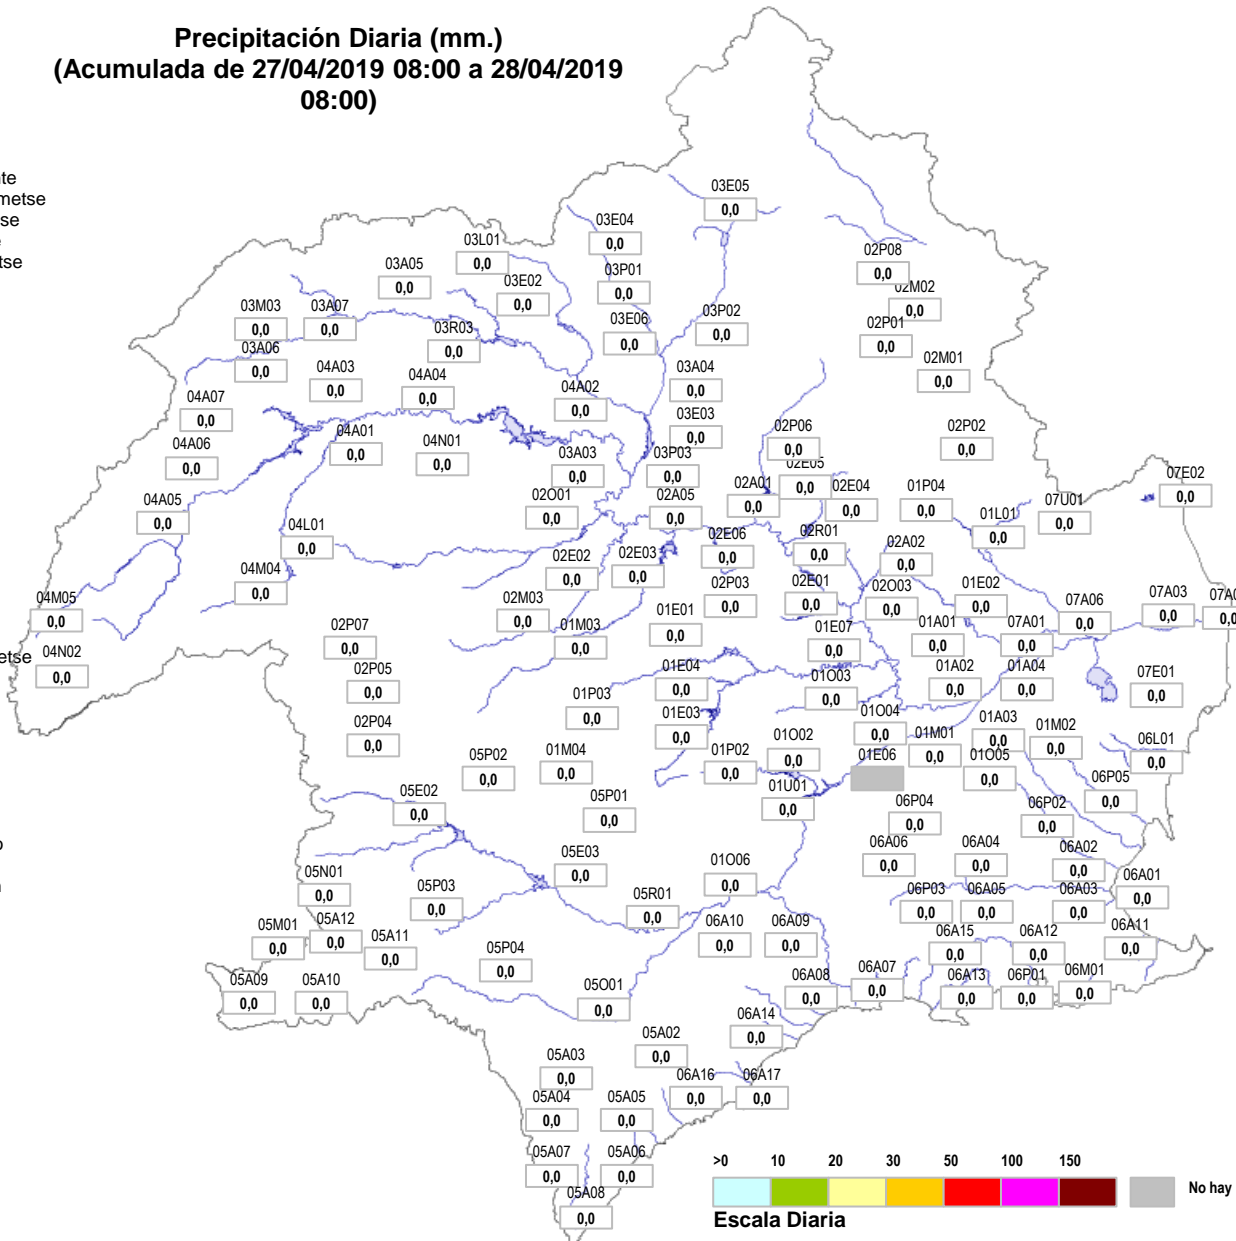 Precipitación Diaria (mm.)
(Acumulada de 27/04/2019 08:00 a 28/04/2019
08:00)
03E05
0,0
03E04
0,0
03L01
0,0
02P08
0,0
03A05
0,0
03P01
0,0
03E02
0,0
02M02
0,0
03M03
0,0
03A07
0,0
03R03
0,0
03E06
0,0
03P02
0,0
02P01
0,0
03A06
0,0
04A03
0,0
04A04
0,0
04A02
0,0
03A04
0,0
02M01
0,0
04A07
0,0
03E03
0,0
04A01
0,0
04N01
0,0
02P06
0,0
02P02
0,0
04A06
0,0
03A03
0,0
03P03
0,0
02E05
0,0
07E02
0,0
04A05
0,0
02O01
0,0
02A05
0,0
02A01
0,0
02E04
0,0
01P04
0,0
07U01
0,0
04L01
0,0
01L01
0,0
02E02
0,0
02E03
0,0
02E06
0,0
02R01
0,0
02A02
0,0
04M04
0,0
04M05
0,0
02M03
0,0
02P03
0,0
02E01
0,0
02O03
0,0
01E02
0,0
07A06
0,0
07A03
0,0
02P07
0,0
01M03
0,0
01E01
0,0
01E07
0,0
01A01
0,0
07A01
0,0
04N02
0,0
02P05
0,0
01E04
0,0
01O03
0,0
01A02
0,0
01A04
0,0
07E01
0,0
01P03
0,0
02P04
0,0
01E03
0,0
01O04
0,0
01A03
0,0
01M02
0,0
05P02
0,0
01M04
0,0
01P02
0,0
01O02
0,0
01M01
0,0
01E06
01O05
0,0
06L01
0,0
05E02
0,0
05P01
0,0
01U01
0,0
06P04
0,0
06P02
0,0
06P05
0,0
05E03
0,0
01O06
0,0
06A06
0,0
06A04
0,0
06A02
0,0
05N01
0,0
05P03
0,0
05R01
0,0
06P03
0,0
06A05
0,0
06A03
0,0
06A01
0,0
05M01
0,0
05A12
0,0
05A11
0,0
05P04
0,0
06A10
0,0
06A09
0,0
06A15
0,0
06A12
0,0
06A11
0,0
05A09
0,0
05A10
0,0
05O01
0,0
06A08
0,0
06A07
0,0
06A13
0,0
06P01
0,0
06M01
0,0
05A02
0,0
06A14
0,0
05A03
0,0
06A16
0,0
06A17
0,0
05A04
0,0
05A05
0,0
05A07
0,0
05A06
0,0
05A08
0,0
>0 10 20 30 50 100 150
No hay
Escala Diaria